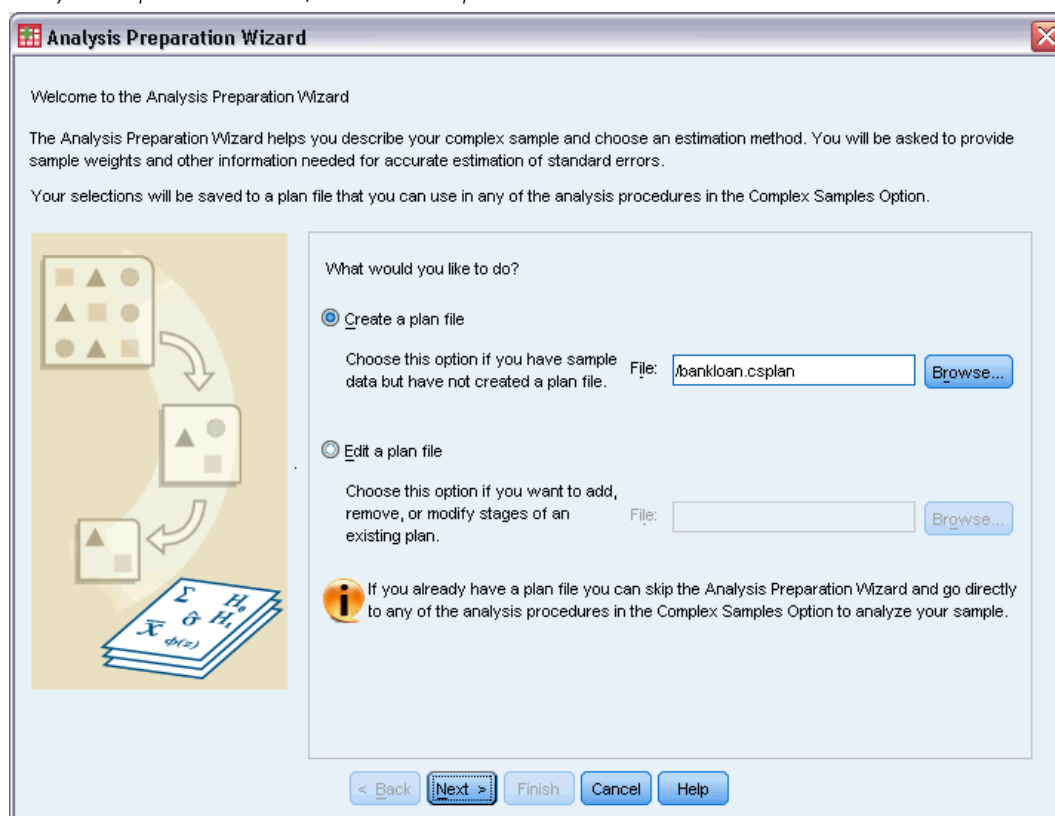 Analysis Preparation Wizard
Welcome to the Analysis Preparation Wizard
The Analysis Preparation Wizard helps you describe your complex sample and choose an estimation method. You will be asked to provide
sample weights and other information needed for accurate estimation of standard errors.
Your selections will be saved to a plan file that you can use in any of the analysis procedures in the Complex Samples Option.
What would you like to do?
Create a plan file
Choose this option if you have sample
data but have not created a plan file.
File:
/bankloan.csplan
Browse...
Edit a plan file
Choose this option if you want to add,
remove, or modify stages of an
existing plan.
File:
Browse...
If you already have a plan file you can skip the Analysis Preparation Wizard and go directly
to any of the analysis procedures in the Complex Samples Option to analyze your sample.
Σ H₀
x̅ σ̂ H₁
ϕ(z)
< Back Next > Finish Cancel Help